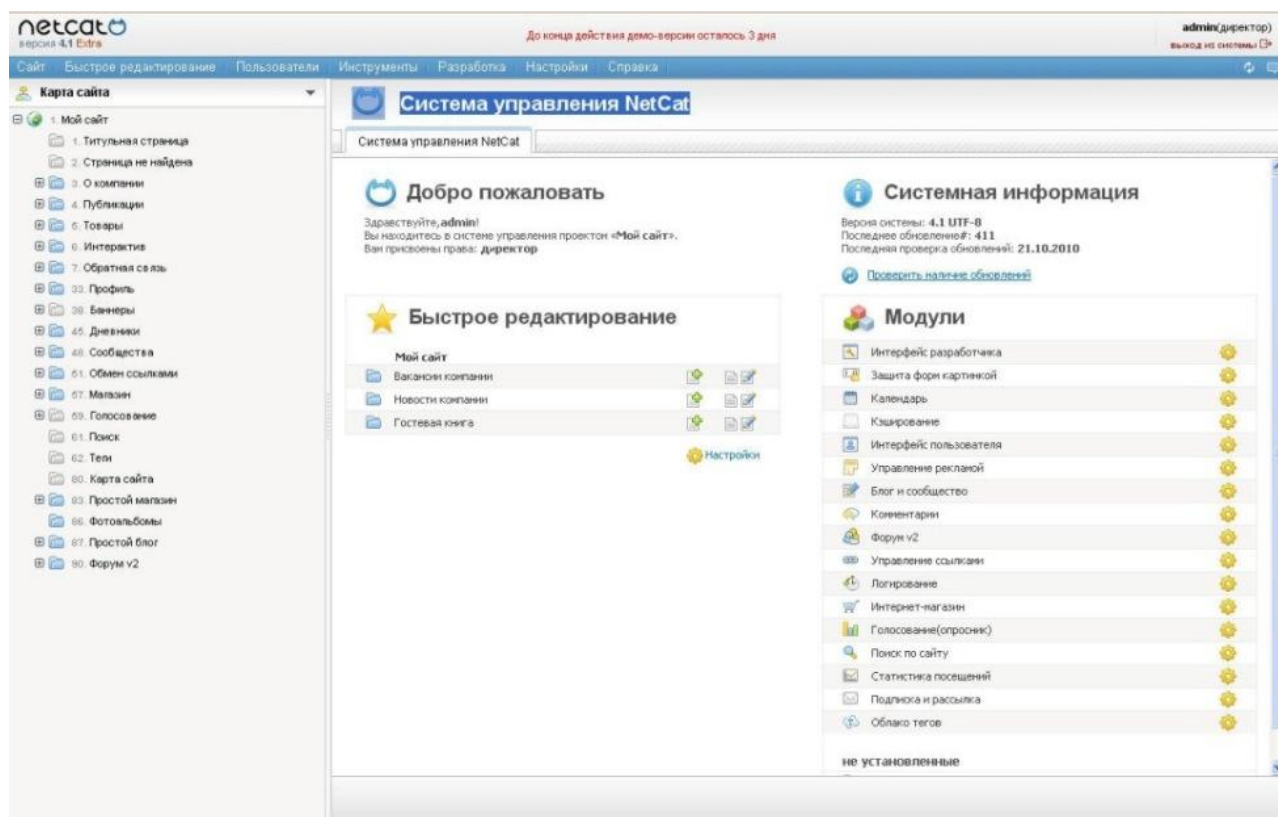 netcat
версия 4.1 Extra
До конца действия демо-версии осталось 3 дня
admin(директор)
выход из системы
Сайт Быстрое редактирование Пользователи Инструменты Разработка Настройки Справка
Карта сайта
1. Мой сайт
1. Титульная страница
2. Страница не найдена
3. О компании
4. Публикации
5. Товары
6. Интерактив
7. Обратная связь
33. Профиль
39. Баннеры
45. Дневники
48. Сообщества
51. Обмен ссылками
57. Магазин
59. Голосование
61. Поиск
62. Теги
80. Карта сайта
83. Простой магазин
86. Фотоальбомы
87. Простой блог
90. Форум v2
Система управления NetCat
Система управления NetCat
Добро пожаловать
Здравствуйте,admin!
Вы находитесь в системе управления проектом «Мой сайт».
Вам присвоены права: директор
Быстрое редактирование
Мой сайт
Вакансии компании
Новости компании
Гостевая книга
Настройки
Системная информация
Версия системы: 4.1 UTF-8
Последнее обновление#: 411
Последняя проверка обновлений: 21.10.2010
Проверить наличие обновлений
Модули
Интерфейс разработчика
Защита форм картинкой
Календарь
Кэширование
Интерфейс пользователя
Управление рекламой
Блог и сообщество
Комментарии
Форум v2
Управление ссылками
Логирование
Интернет-магазин
Голосование(опросник)
Поиск по сайту
Статистика посещений
Подписка и рассылка
Облако тегов
не установленные